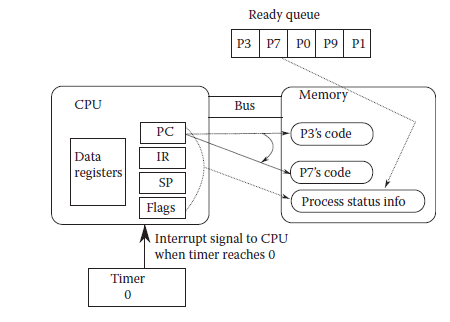 Ready queue
P3 P7 P0 P9 P1
CPU
Bus
Memory
PC
P3's code
Data
registers
IR
P7's code
SP
Process status info
Flags
Interrupt signal to CPU
when timer reaches 0
Timer
0